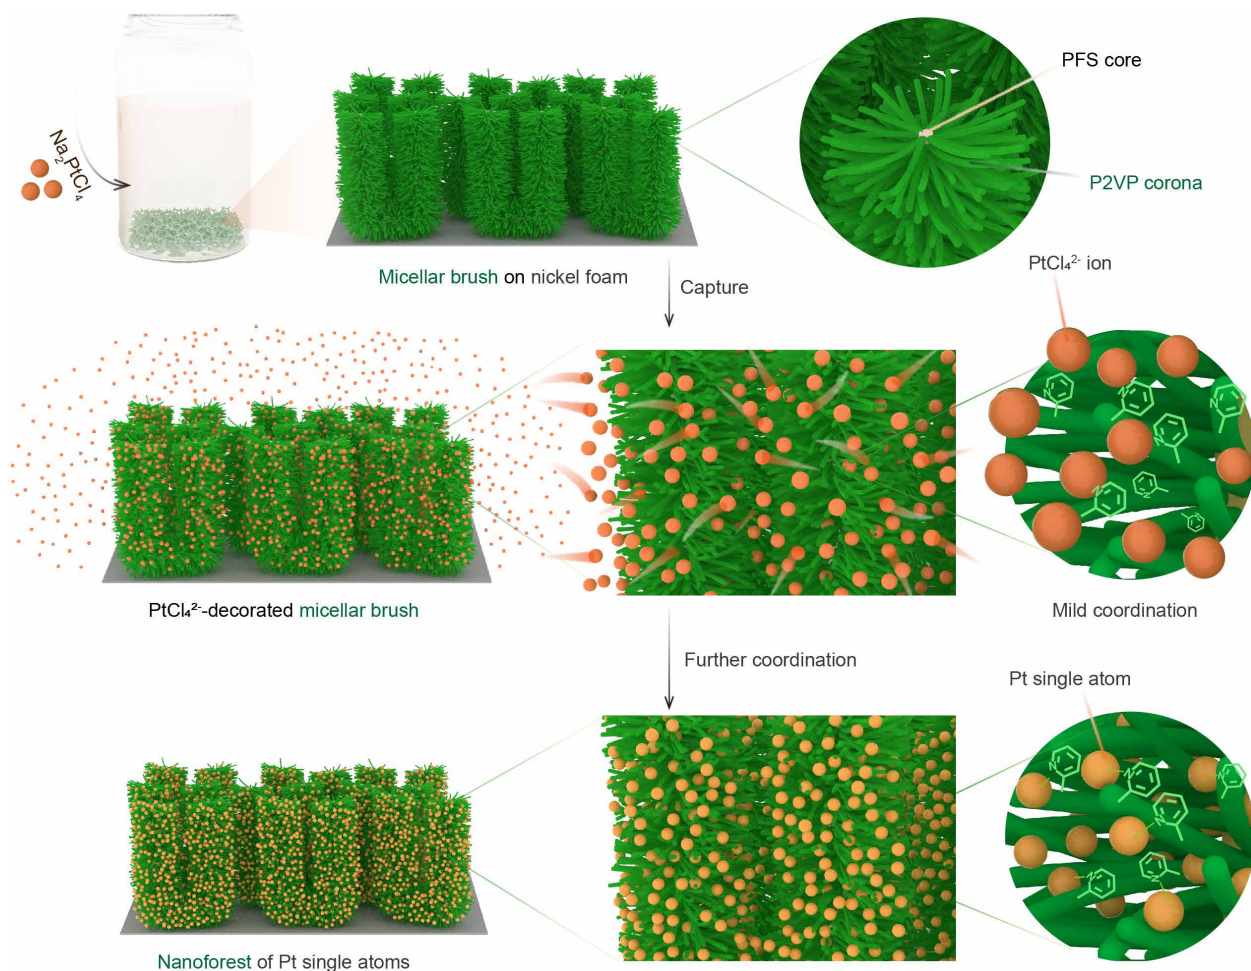 Na₂PtCl₄
PFS core
P2VP corona
Micellar brush on nickel foam
Capture
PtCl₄²⁻ ion
PtCl₄²⁻-decorated micellar brush
Mild coordination
Further coordination
Pt single atom
Nanoforest of Pt single atoms
N
N
N
N
N
N
N
N
N
N
N